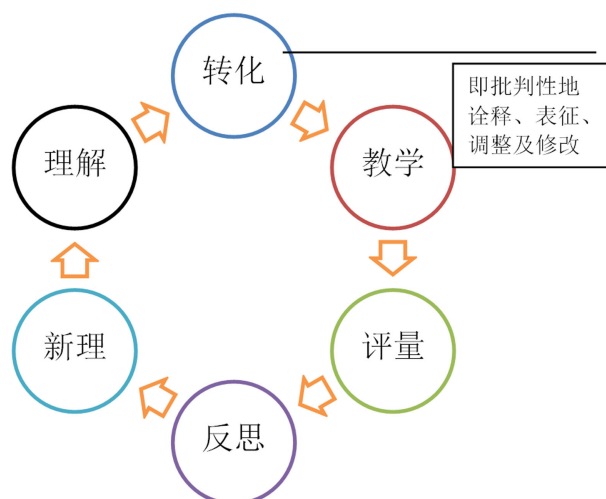 转化
即批判性地
诠释、表征、
调整及修改
理解
教学
新理
评量
反思